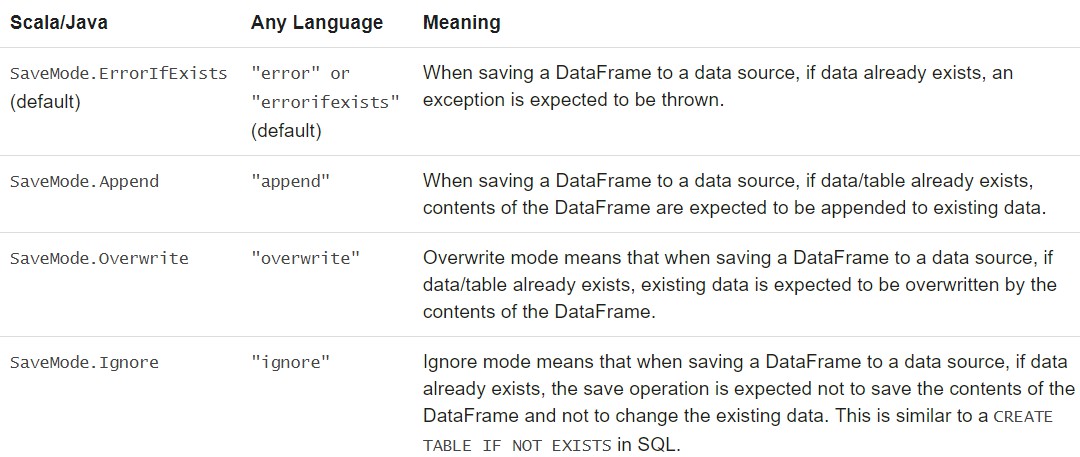 Scala/Java Any Language Meaning
SaveMode.ErrorIfExists
(default)
"error" or
"errorifexists"
(default)
When saving a DataFrame to a data source, if data already exists, an
exception is expected to be thrown.
SaveMode.Append
"append"
When saving a DataFrame to a data source, if data/table already exists,
contents of the DataFrame are expected to be appended to existing data.
SaveMode.Overwrite
"overwrite"
Overwrite mode means that when saving a DataFrame to a data source, if
data/table already exists, existing data is expected to be overwritten by the
contents of the DataFrame.
SaveMode.Ignore
"ignore"
Ignore mode means that when saving a DataFrame to a data source, if data
already exists, the save operation is expected not to save the contents of the
DataFrame and not to change the existing data. This is similar to a CREATE
TABLE IF NOT EXISTS in SQL.